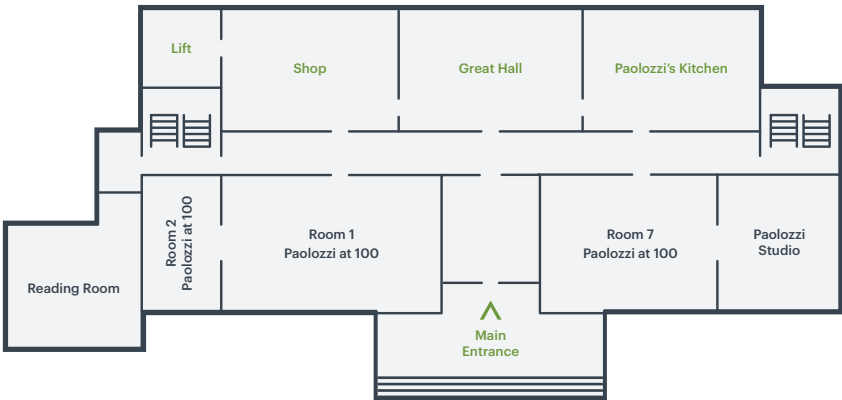 Lift
Shop
Great Hall
Paolozzi’s Kitchen
Room 2
Paolozzi at 100
Room 1
Paolozzi at 100
Room 7
Paolozzi at 100
Paolozzi
Studio
Reading Room
Main
Entrance